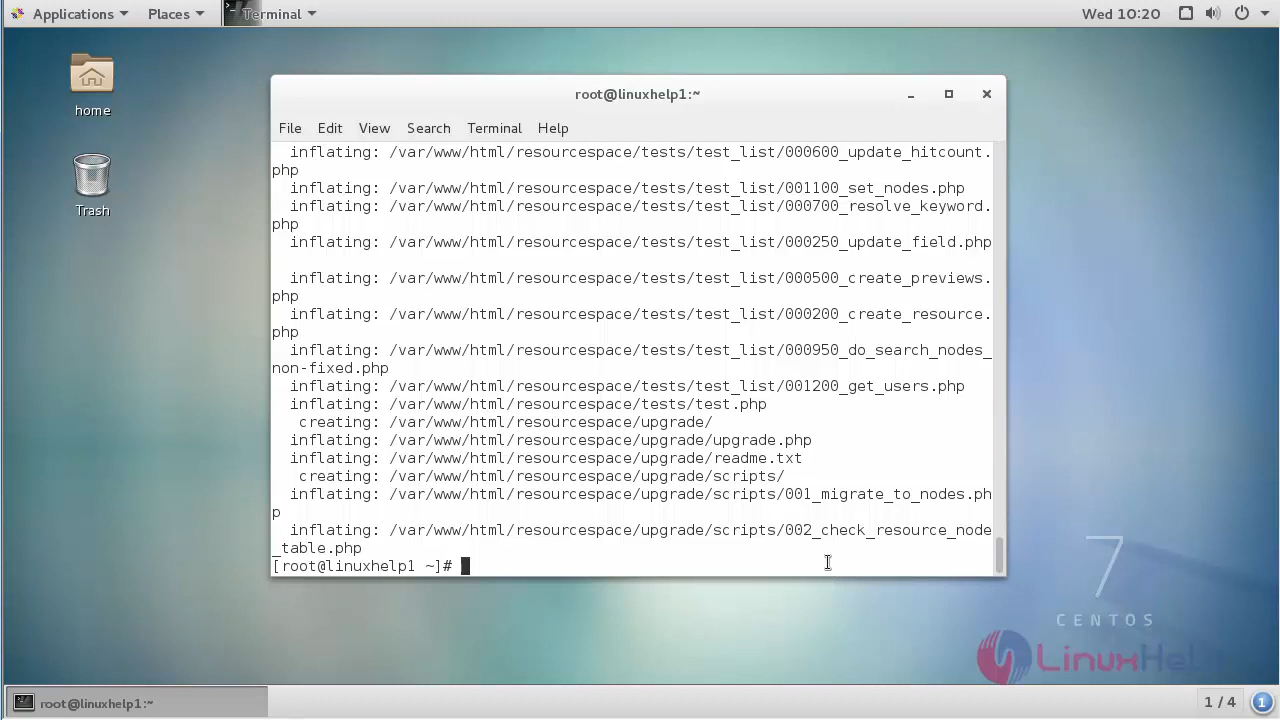 Applications Places Terminal Wed 10:20
home
Trash
root@linuxhelp1:~
File Edit View Search Terminal Help
inflating: /var/www/html/resourcespace/tests/test_list/000600_update_hitcount.
php
inflating: /var/www/html/resourcespace/tests/test_list/001100_set_nodes.php
inflating: /var/www/html/resourcespace/tests/test_list/000700_resolve_keyword.
php
inflating: /var/www/html/resourcespace/tests/test_list/000250_update_field.php
inflating: /var/www/html/resourcespace/tests/test_list/000500_create_previews.
php
inflating: /var/www/html/resourcespace/tests/test_list/000200_create_resource.
php
inflating: /var/www/html/resourcespace/tests/test_list/000950_do_search_nodes_
non-fixed.php
inflating: /var/www/html/resourcespace/tests/test_list/001200_get_users.php
inflating: /var/www/html/resourcespace/tests/test.php
creating: /var/www/html/resourcespace/upgrade/
inflating: /var/www/html/resourcespace/upgrade/upgrade.php
inflating: /var/www/html/resourcespace/upgrade/readme.txt
creating: /var/www/html/resourcespace/upgrade/scripts/
inflating: /var/www/html/resourcespace/upgrade/scripts/001_migrate_to_nodes.ph
p
inflating: /var/www/html/resourcespace/upgrade/scripts/002_check_resource_node
_table.php
[root@linuxhelp1 ~]#
7
CENTOS
LinuxHelp
root@linuxhelp1:~ 1 / 4 1